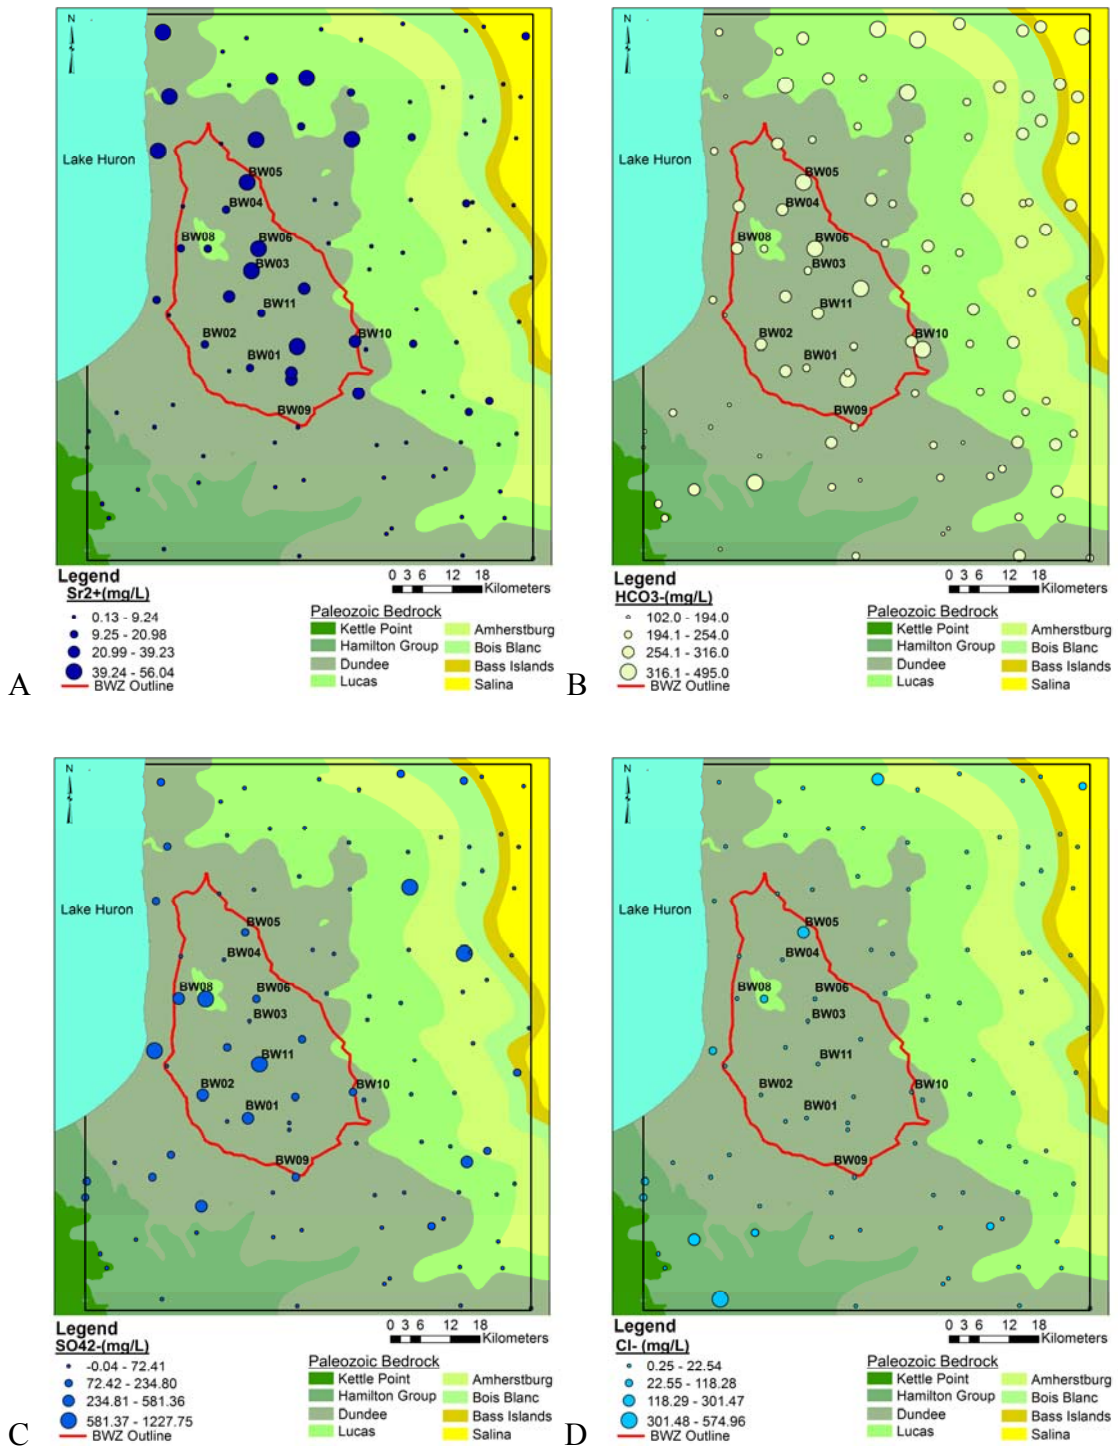 N
Lake Huron
BW05
BW04
BW08
BW06
BW03
BW11
BW02
BW10
BW01
BW09
Legend
Sr2+(mg/L)
0.13 - 9.24
9.25 - 20.98
20.99 - 39.23
39.24 - 56.04
BWZ Outline
0 3 6 12 18
Kilometers
Paleozoic Bedrock
Kettle Point
Hamilton Group
Dundee
Lucas
Amherstburg
Bois Blanc
Bass Islands
Salina
A
N
Lake Huron
BW05
BW04
BW08
BW06
BW03
BW11
BW02
BW10
BW01
BW09
Legend
HCO3-(mg/L)
102.0 - 194.0
194.1 - 254.0
254.1 - 316.0
316.1 - 495.0
BWZ Outline
0 3 6 12 18
Kilometers
Paleozoic Bedrock
Kettle Point
Hamilton Group
Dundee
Lucas
Amherstburg
Bois Blanc
Bass Islands
Salina
B
N
Lake Huron
BW05
BW04
BW08
BW06
BW03
BW11
BW02
BW10
BW01
BW09
Legend
SO42-(mg/L)
-0.04 - 72.41
72.42 - 234.80
234.81 - 581.36
581.37 - 1227.75
BWZ Outline
0 3 6 12 18
Kilometers
Paleozoic Bedrock
Kettle Point
Hamilton Group
Dundee
Lucas
Amherstburg
Bois Blanc
Bass Islands
Salina
C
N
Lake Huron
BW05
BW04
BW08
BW06
BW03
BW11
BW02
BW10
BW01
BW09
Legend
Cl- (mg/L)
0.25 - 22.54
22.55 - 118.28
118.29 - 301.47
301.48 - 574.96
BWZ Outline
0 3 6 12 18
Kilometers
Paleozoic Bedrock
Kettle Point
Hamilton Group
Dundee
Lucas
Amherstburg
Bois Blanc
Bass Islands
Salina
D